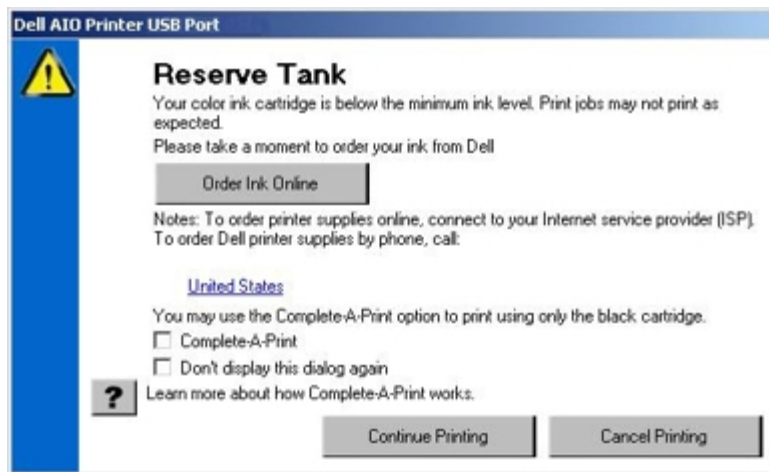 Dell AIO Printer USB Port
Reserve Tank
Your color ink cartridge is below the minimum ink level. Print jobs may not print as
expected.
Please take a moment to order your ink from Dell
Order Ink Online
Notes: To order printer supplies online, connect to your Internet service provider (ISP).
To order Dell printer supplies by phone, call:
United States
You may use the Complete-A-Print option to print using only the black cartridge.
Complete-A-Print
Don't display this dialog again
? Learn more about how Complete-A-Print works.
Continue Printing Cancel Printing